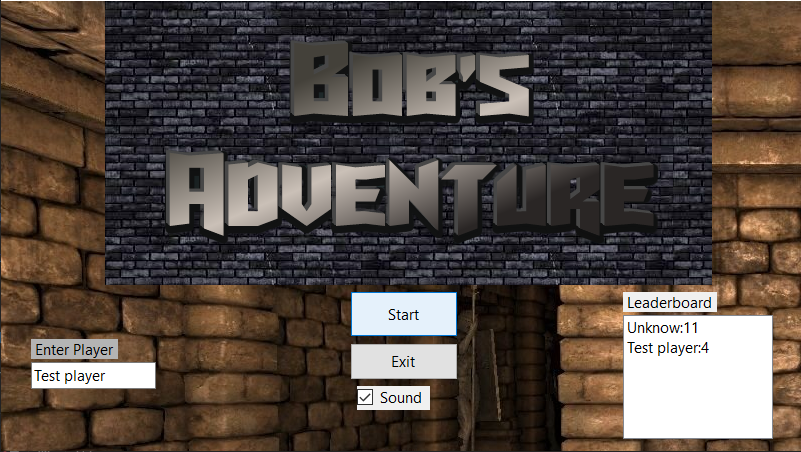 Bob's
Adventure
Start
Leaderboard
Unknow:11
Test player:4
Enter Player
Exit
Test player
Sound